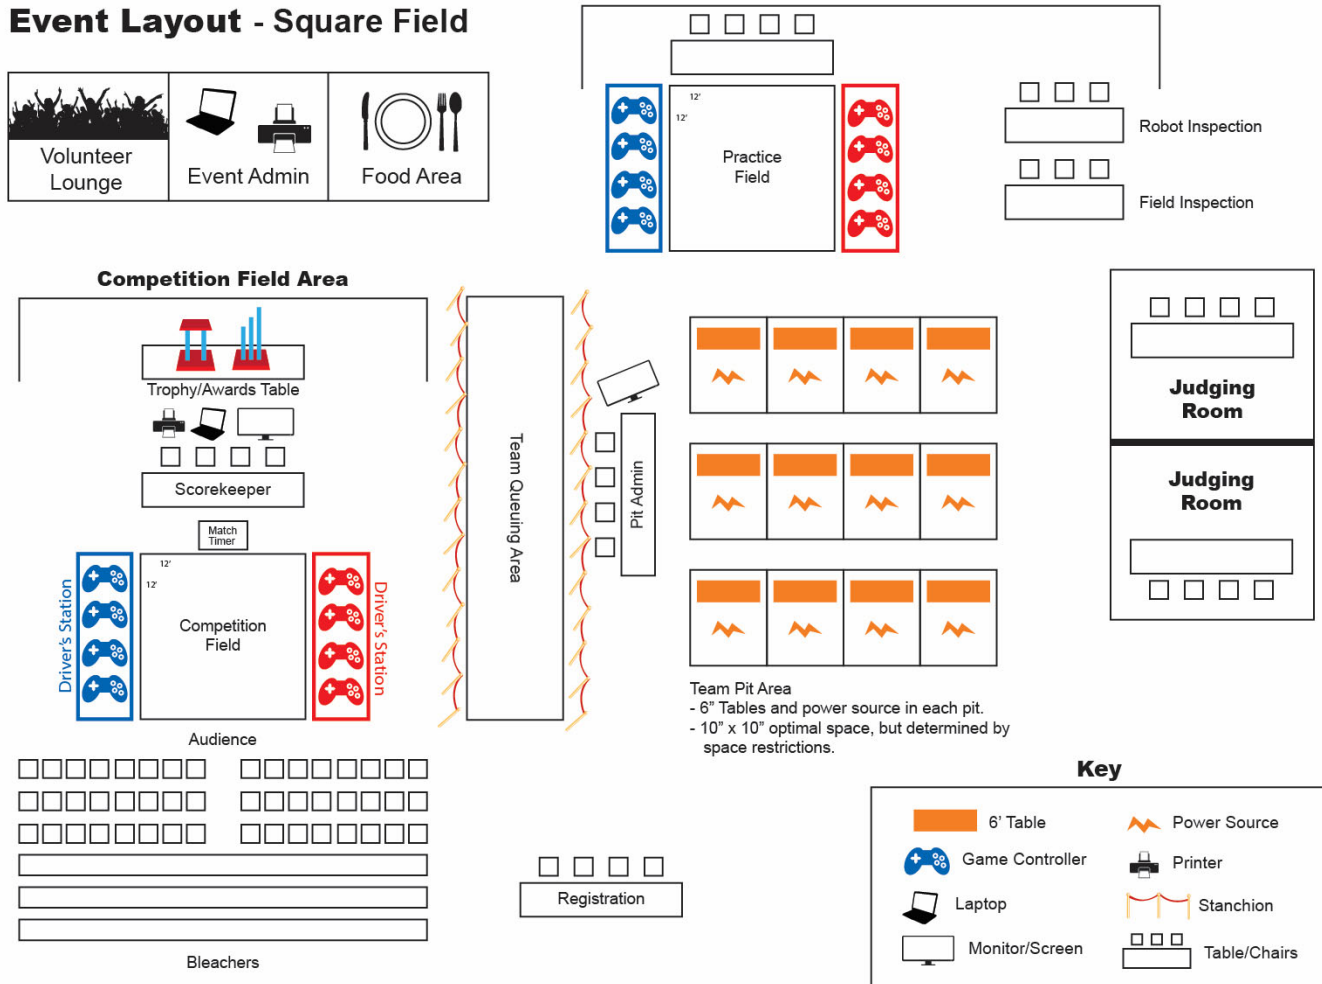 Event Layout - Square Field
Volunteer
Lounge
Event Admin
Food Area
12'
12'
Practice
Field
Robot Inspection
Field Inspection
Competition Field Area
Trophy/Awards Table
Scorekeeper
Match
Timer
12'
12'
Driver's Station
Competition
Field
Driver's Station
Audience
Bleachers
Team Queuing Area
Pit Admin
Judging
Room
Judging
Room
Team Pit Area
- 6” Tables and power source in each pit.
- 10” x 10” optimal space, but determined by
space restrictions.
Registration
Key
6' Table
Power Source
Game Controller
Printer
Laptop
Stanchion
Monitor/Screen
Table/Chairs